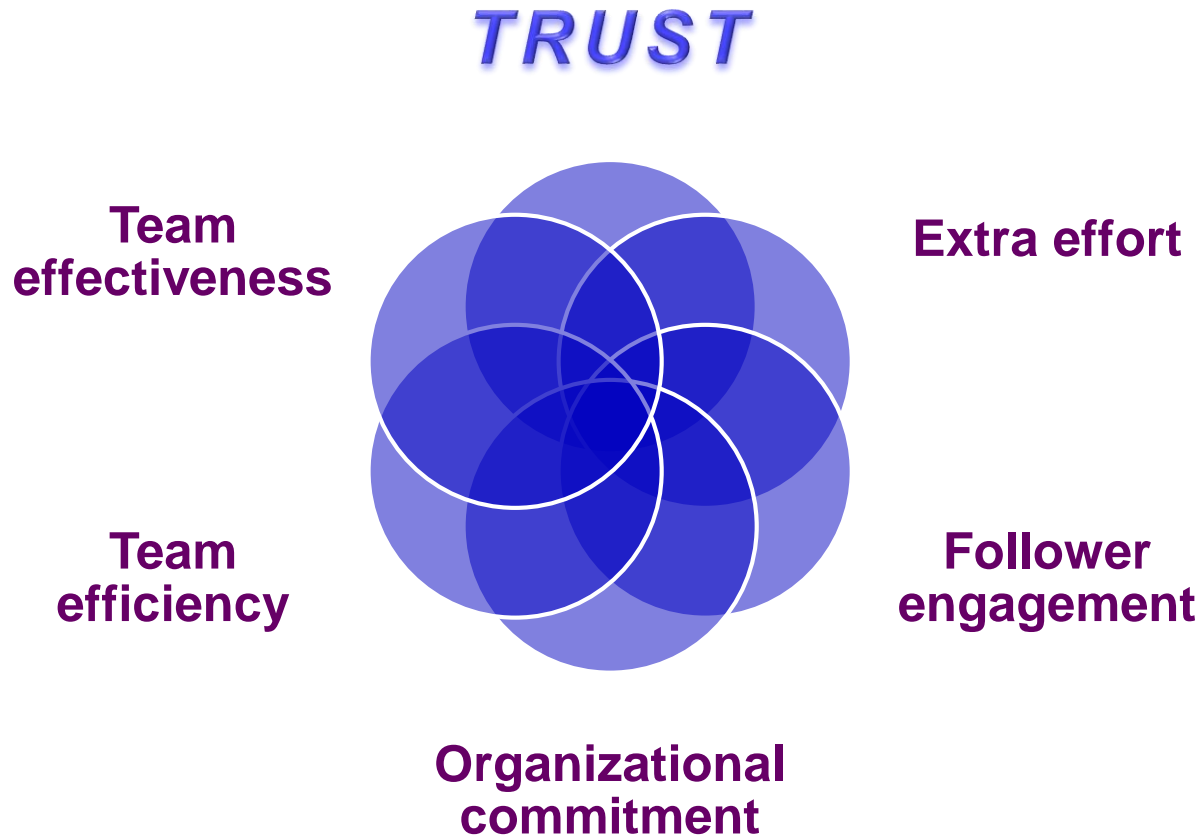 TRUST
Team
effectiveness
Extra effort
Team
efficiency
Follower
engagement
Organizational
commitment